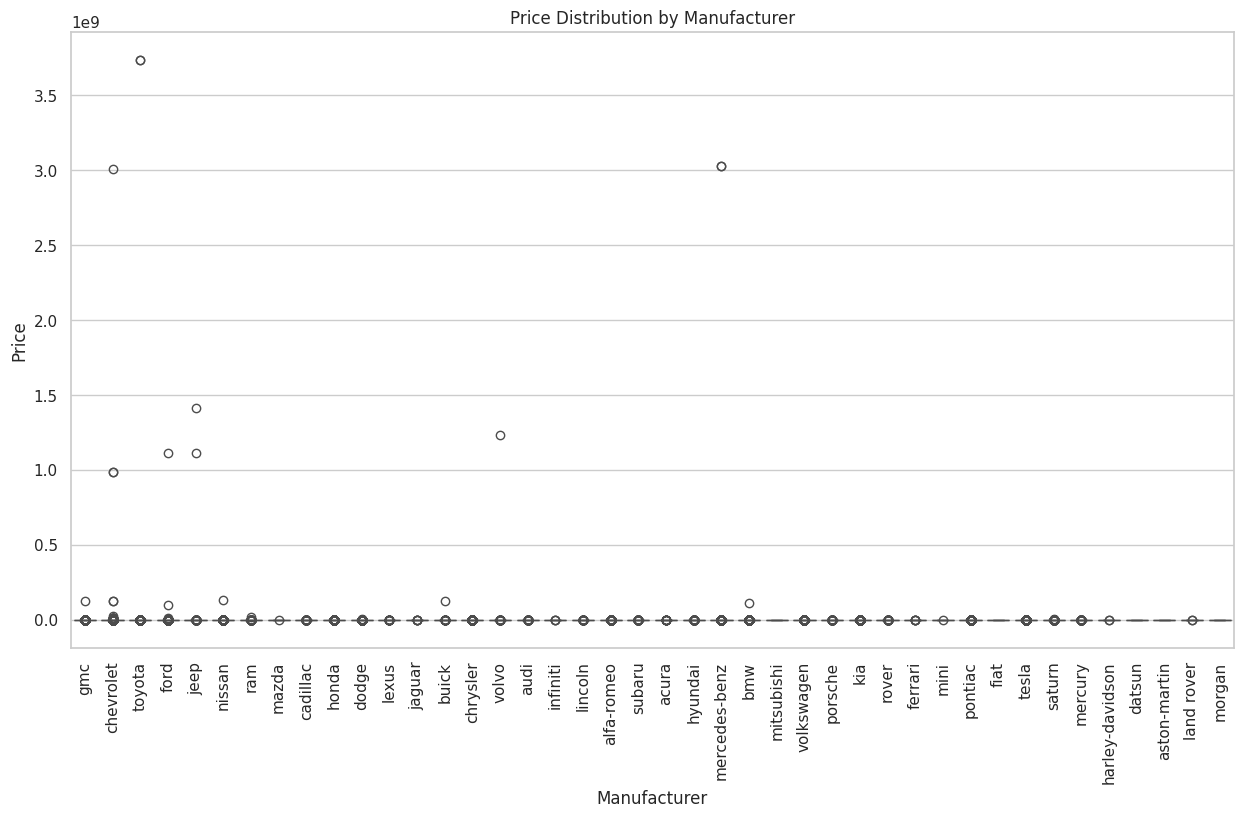 Price Distribution by Manufacturer
1e9
3.5
3.0
2.5
2.0
1.5
1.0
0.5
0.0
Price
gmc
chevrolet
toyota
ford
jeep
nissan
ram
mazda
cadillac
honda
dodge
lexus
jaguar
buick
chrysler
volvo
audi
infiniti
lincoln
alfa-romeo
subaru
acura
hyundai
mercedes-benz
bmw
mitsubishi
volkswagen
porsche
kia
rover
ferrari
mini
pontiac
fiat
tesla
saturn
mercury
harley-davidson
datsun
aston-martin
land rover
morgan
Manufacturer